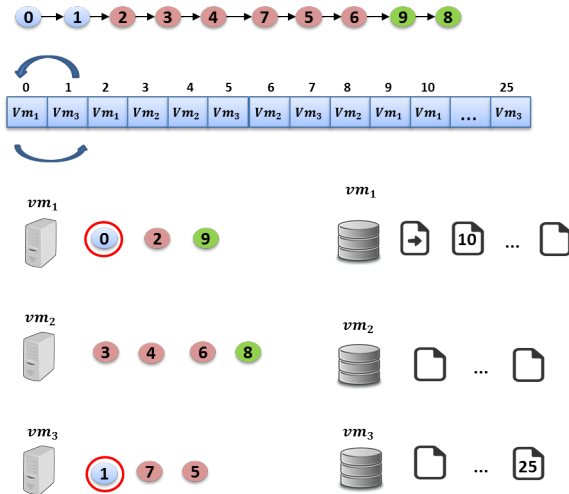 0 1 2 3 4 7 5 6 9 8
0 1 2 3 4 5 6 7 8 9 10 25
Vm₁ Vm₃ Vm₁ Vm₂ Vm₂ Vm₃ Vm₂ Vm₃ Vm₂ Vm₁ Vm₁ ... Vm₃
vm₁ vm₁
0 2 9 10 ...
vm₂ vm₂
3 4 6 8 ...
vm₃ vm₃
1 7 5 ... 25